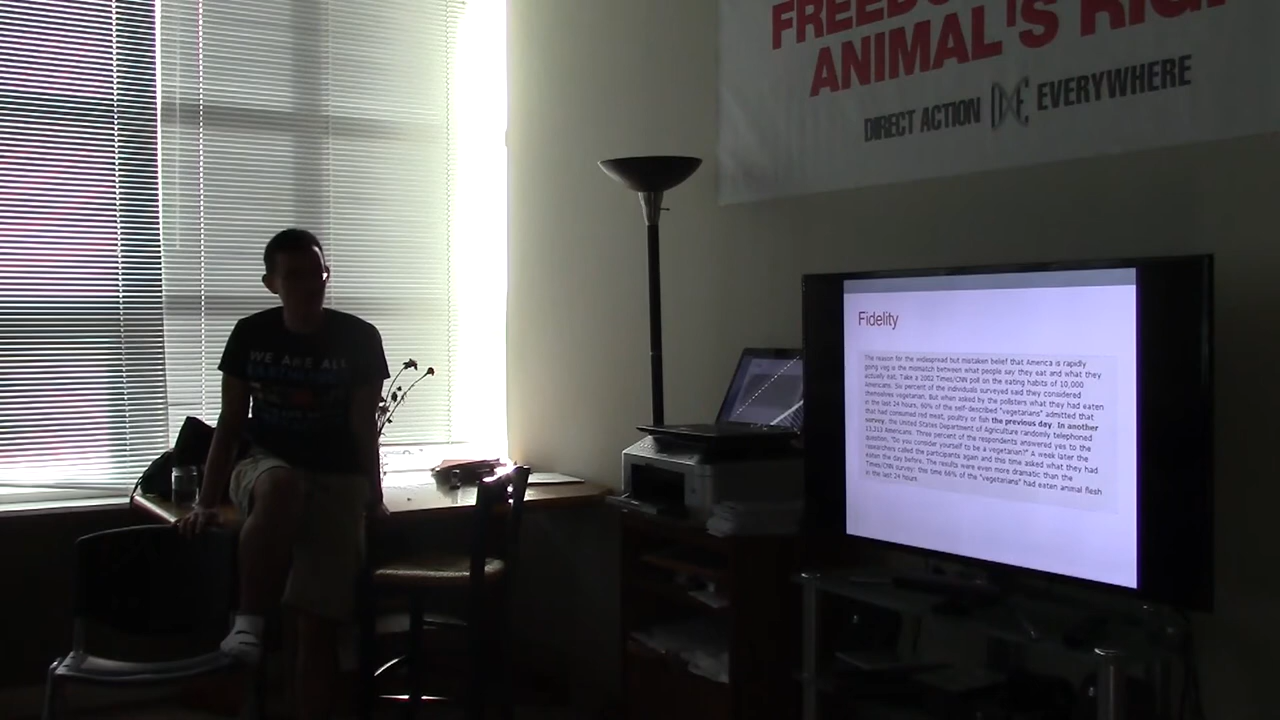 FREEDO
ANIMAL'S RIGH
DIRECT ACTION DXE EVERYWHERE
WE ARE ALL
Fidelity
The reason for the widespread but mistaken belief that America is rapidly
going veg is the mismatch between what people say they eat and what they
actually eat. Take a 2002 Times/CNN poll on the eating habits of 10,000
Americans. Six percent of the individuals surveyed said they considered
themselves vegetarian. But when asked by the pollsters what they had eaten
in the last 24 hours, 60% of the self-described "vegetarians" admitted that
that had consumed red meat, poultry or fish the previous day. In another
survey, the United States Department of Agriculture randomly telephoned
13,313 Americans. Three percent of the respondents answered yes to the
question, "Do you consider yourself to be a vegetarian?" A week later the
researchers called the participants again and this time asked what they had
eaten the day before. The results were even more dramatic than the
Times/CNN survey: this time 66% of the "vegetarians" had eaten animal flesh
in the last 24 hours.